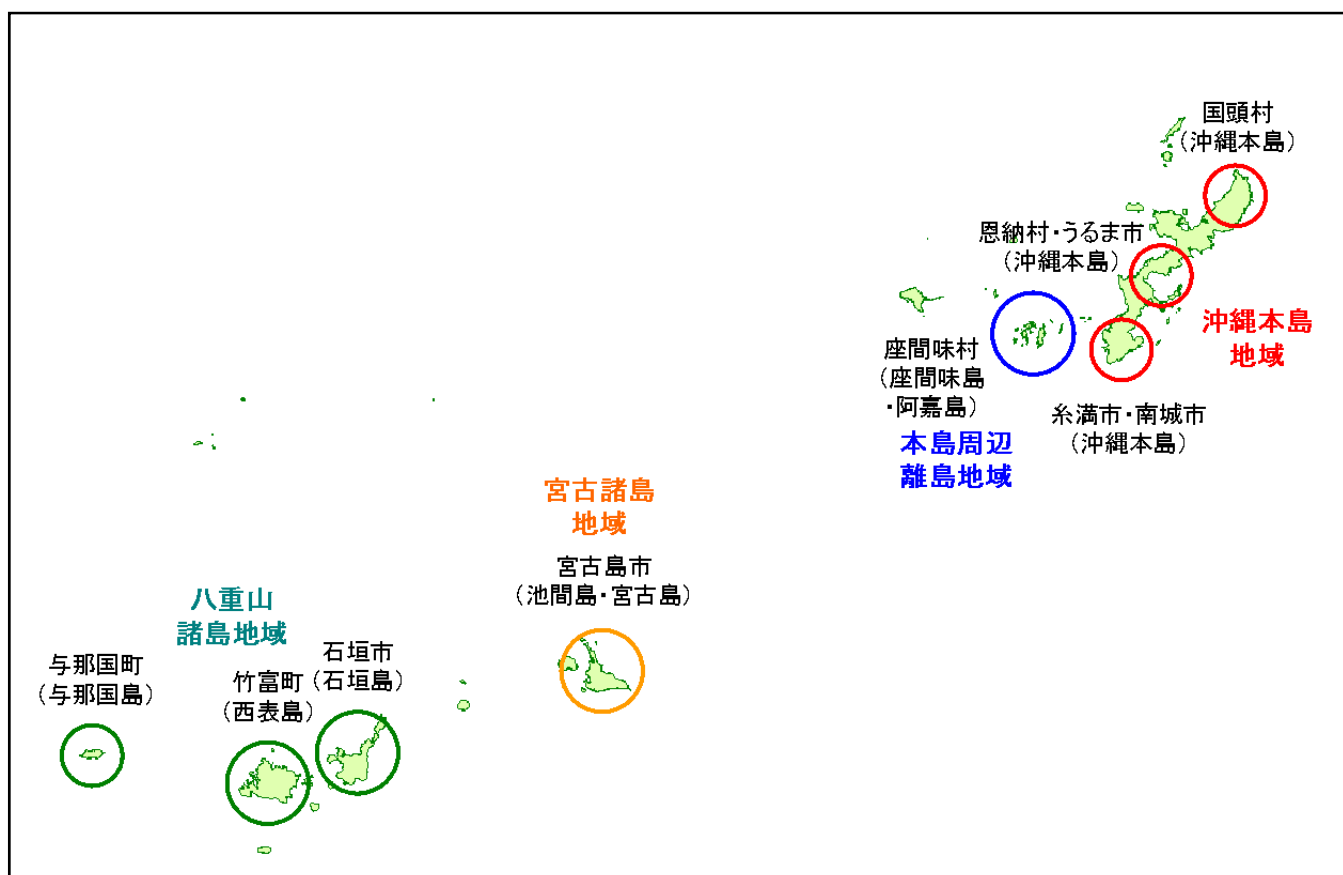 国頭村
（沖縄本島）
恩納村・うるま市
（沖縄本島）
沖縄本島
地域
座間味村
（座間味島
・阿嘉島）
糸満市・南城市
（沖縄本島）
本島周辺
離島地域
宮古諸島
地域
宮古島市
（池間島・宮古島）
八重山
諸島地域
石垣市
（石垣島）
与那国町
（与那国島）
竹富町
（西表島）